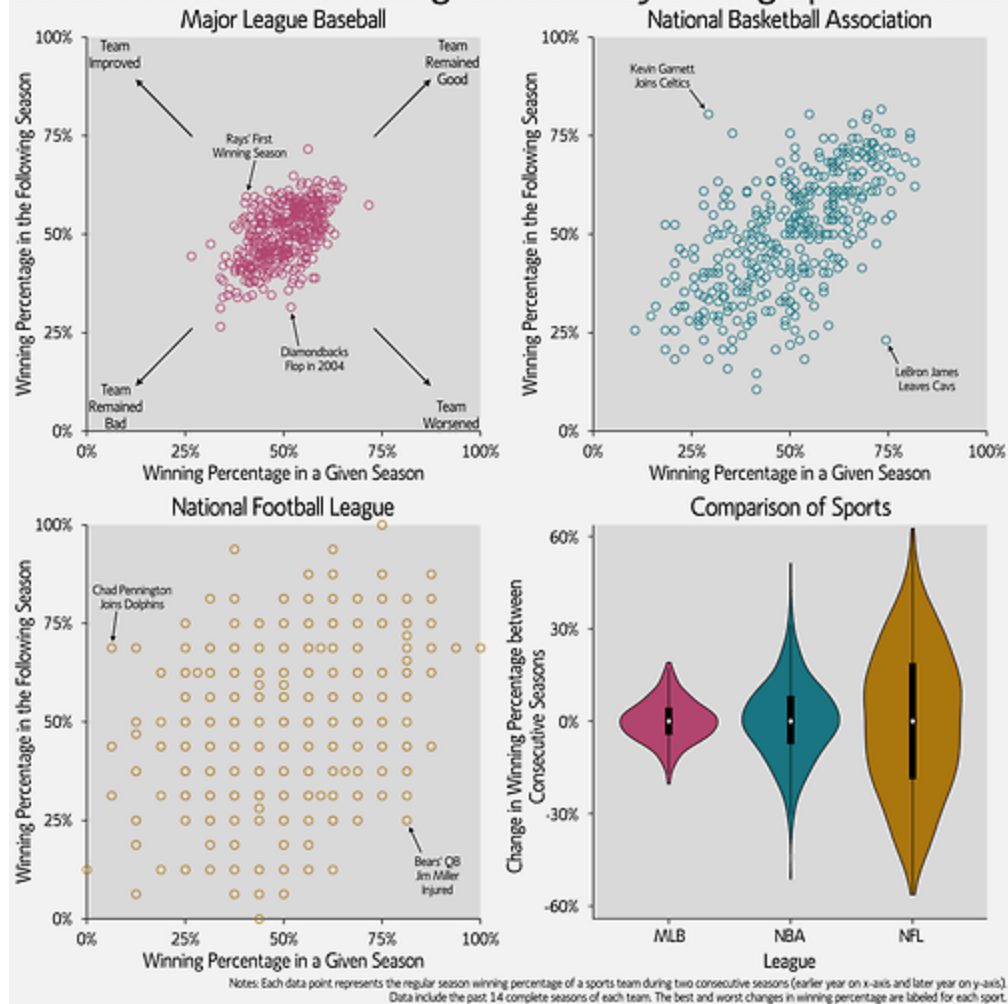 Major League Baseball
National Basketball Association
Winning Percentage in the Following Season
100%
75%
50%
25%
0%
Team
Improved
Team
Remained
Good
Rays' First
Winning Season
Diamondbacks
Flop in 2004
Team
Remained
Bad
Team
Worsened
0%
25%
50%
75%
100%
Winning Percentage in a Given Season
Winning Percentage in the Following Season
100%
75%
50%
25%
0%
Kevin Garnett
Joins Celtics
LeBron James
Leaves Cavs
0%
25%
50%
75%
100%
Winning Percentage in a Given Season
National Football League
Winning Percentage in the Following Season
100%
75%
50%
25%
0%
Chad Pennington
Joins Dolphins
Bears' QB
Jim Miller
Injured
0%
25%
50%
75%
100%
Winning Percentage in a Given Season
Comparison of Sports
Change in Winning Percentage between
Consecutive Seasons
60%
30%
0%
-30%
-60%
MLB
NBA
NFL
League
Notes: Each data point represents the regular season winning percentage of a sports team during two consecutive seasons (earlier year on x-axis and later year on y-axis)
Data include the past 14 complete seasons of each team. The best and worst changes in winning percentage are labeled for each sport